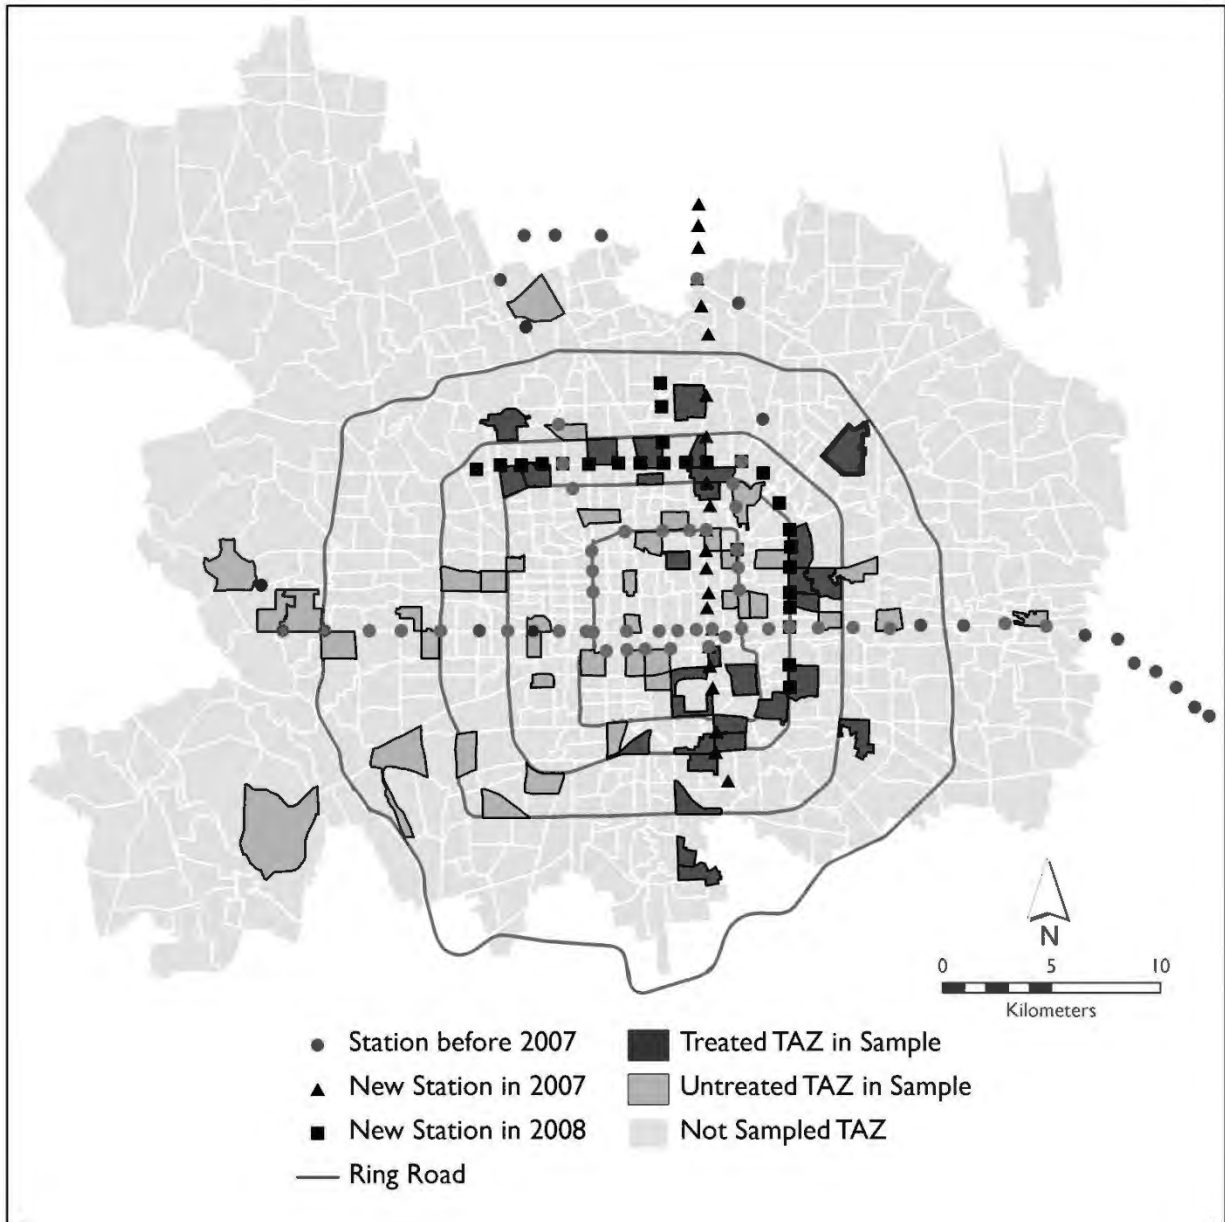 N
0 5 10
Kilometers
Station before 2007
Treated TAZ in Sample
New Station in 2007
Untreated TAZ in Sample
New Station in 2008
Not Sampled TAZ
Ring Road